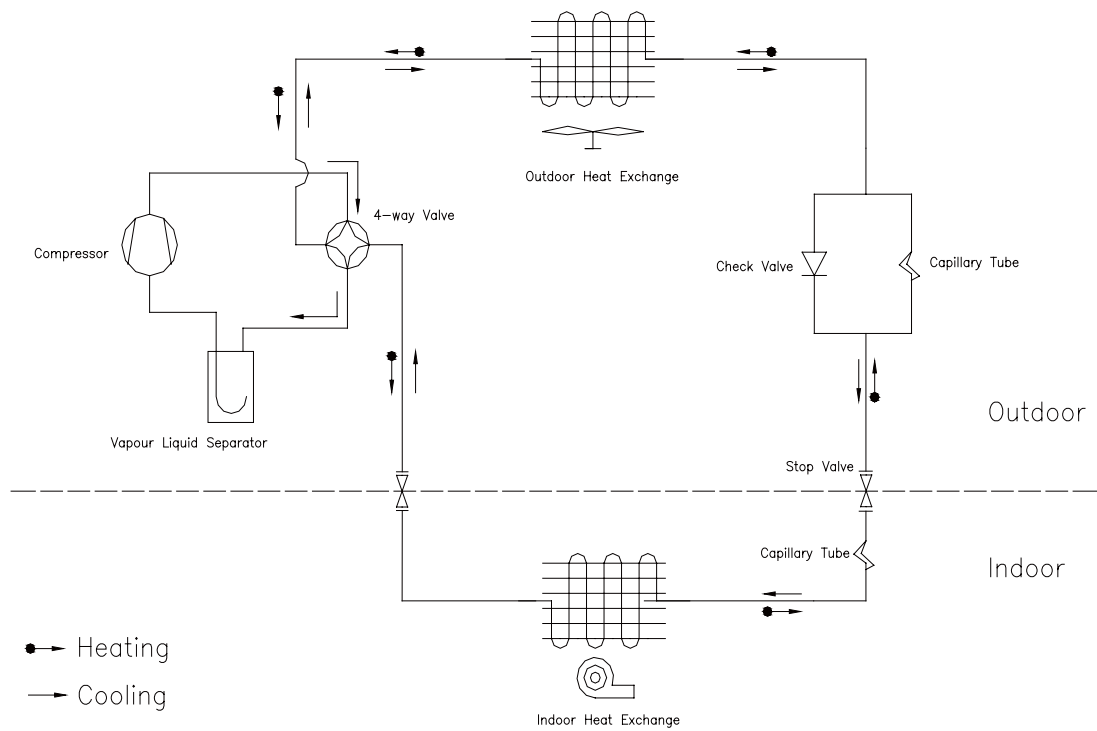 Outdoor Heat Exchange
4-way Valve
Compressor
Check Valve
Capillary Tube
Outdoor
Vapour Liquid Separator
Stop Valve
Capillary Tube
Indoor
Heating
Cooling
Indoor Heat Exchange